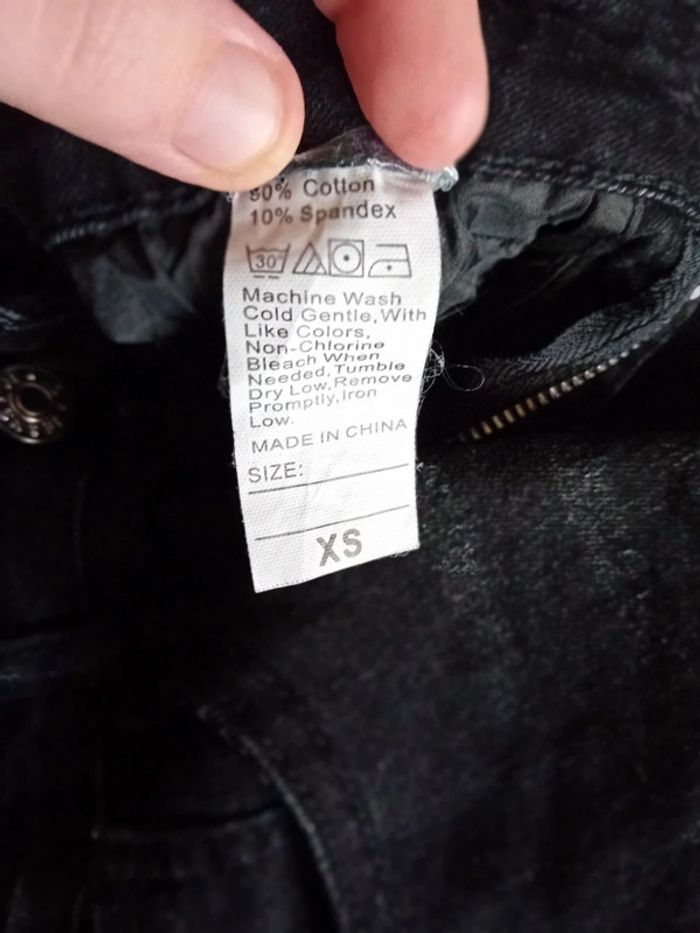 Cotton
10% Spandex
30°
Machine Wash
Cold Gentle,With
Like Colors,
Non-Chlorine
Bleach When
Needed,Tumble
Dry Low,Remove
Promptly,Iron
Low.
MADE IN CHINA
SIZE:
XS